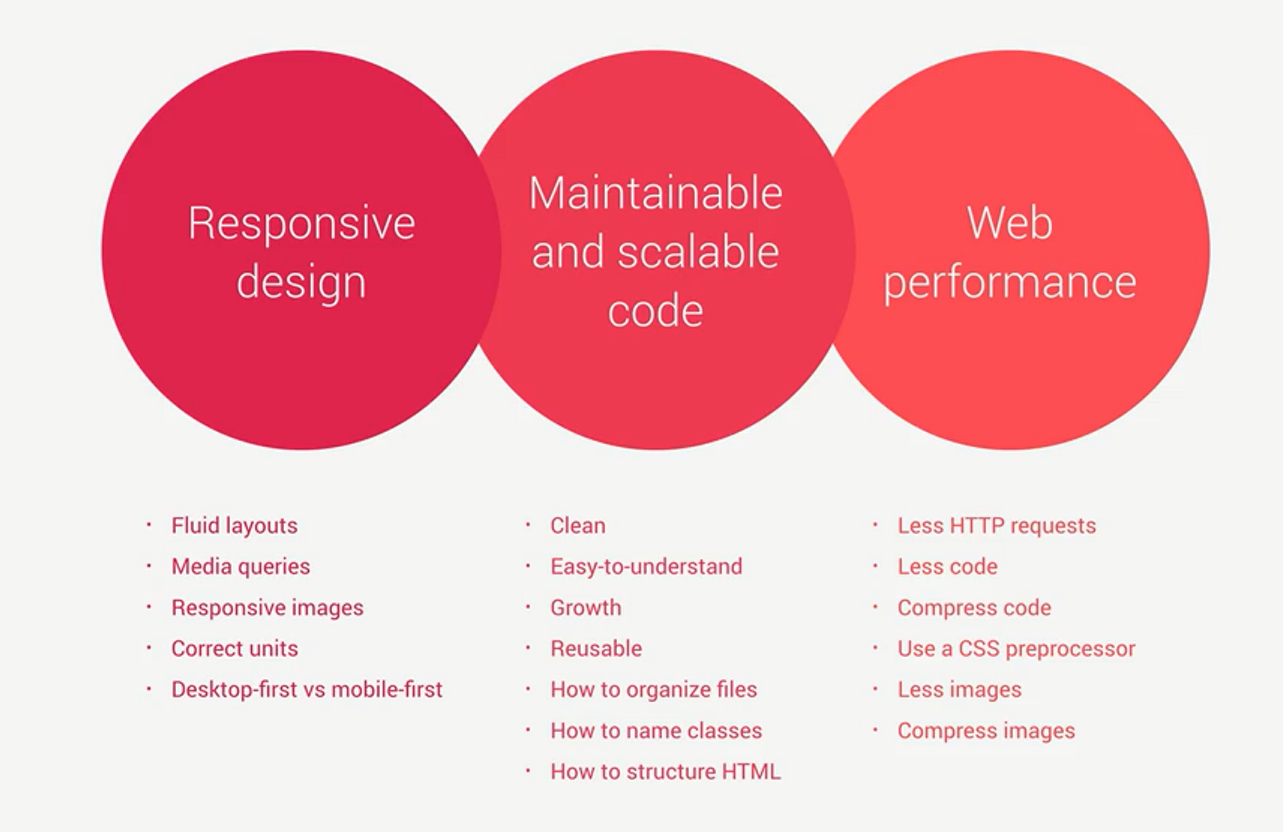 Responsive
design
Maintainable
and scalable
code
Web
performance
· Fluid layouts
· Media queries
· Responsive images
· Correct units
· Desktop-first vs mobile-first
· Clean
· Easy-to-understand
· Growth
· Reusable
· How to organize files
· How to name classes
· How to structure HTML
· Less HTTP requests
· Less code
· Compress code
· Use a CSS preprocessor
· Less images
· Compress images